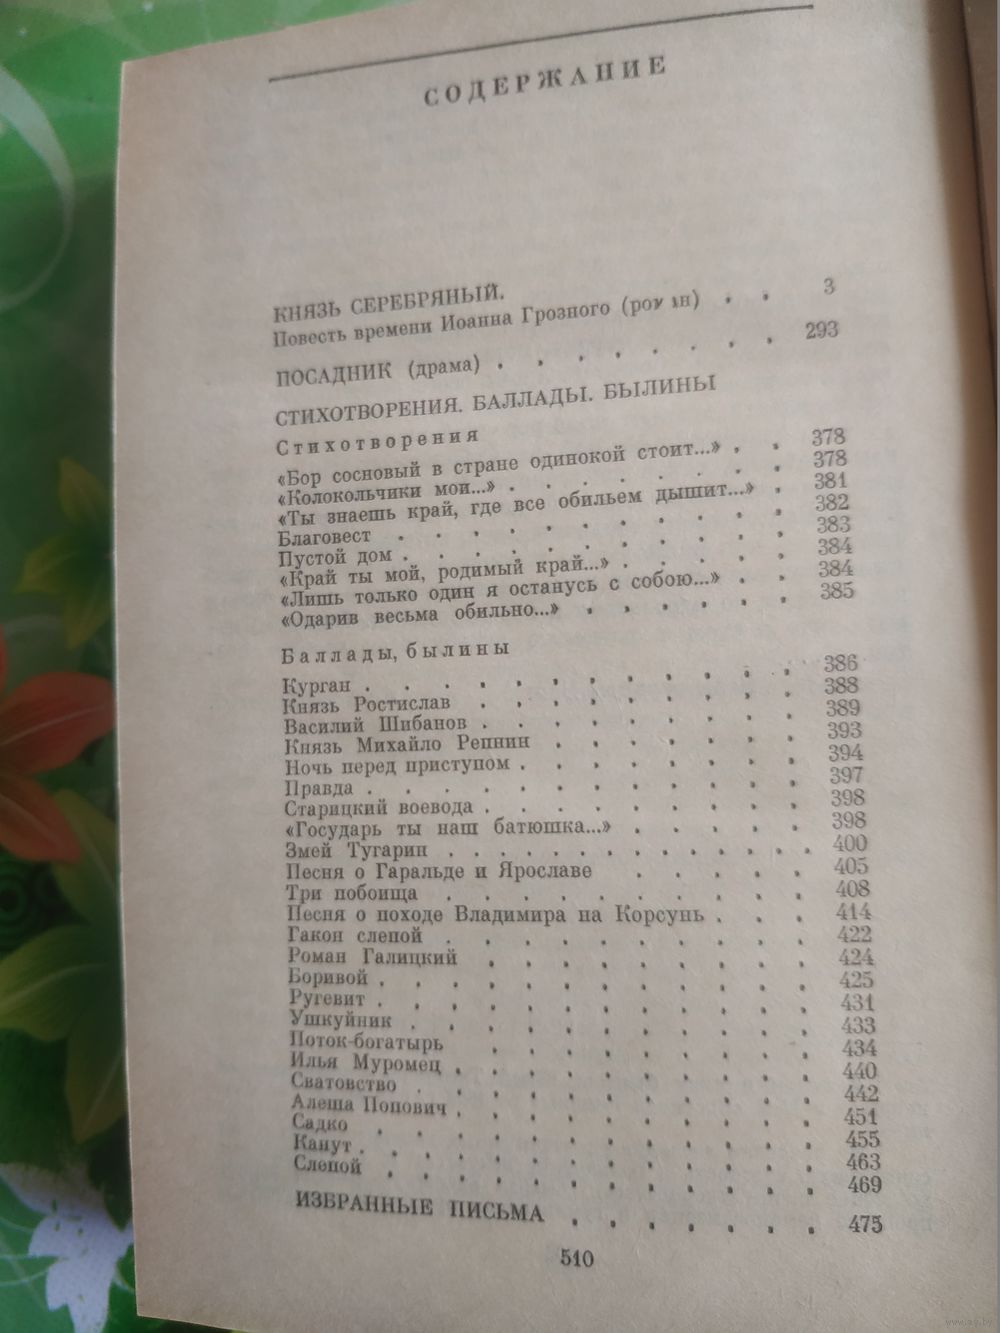 СОДЕРЖАНИЕ
КНЯЗЬ СЕРЕБРЯНЫЙ.
Повесть времени Иоанна Грозного (роман) . . 3
ПОСАДНИК (драма) . . . . . . . . 293
СТИХОТВОРЕНИЯ. БАЛЛАДЫ. БЫЛИНЫ
Стихотворения
«Бор сосновый в стране одинокой стоит...» . . 378
«Колокольчики мои...» . . . . . . . . 378
«Ты знаешь край, где все обильем дышит...» . 381
Благовест . . . . . . . . . . . 382
Пустой дом . . . . . . . . . . . 383
«Край ты мой, родимый край...» . . . . . 384
«Лишь только один я останусь с собою...» . . 384
«Одарив весьма обильно...» . . . . . . 385
Баллады, былины
Курган . . . . . . . . . . . . 386
Князь Ростислав . . . . . . . . . 388
Василий Шибанов . . . . . . . . . 389
Князь Михайло Репнин . . . . . . . 393
Ночь перед приступом . . . . . . . . 394
Правда . . . . . . . . . . . . 397
Старицкий воевода . . . . . . . . . 398
«Государь ты наш батюшка...» . . . . . 398
Змей Тугарин . . . . . . . . . . 400
Песня о Гаральде и Ярославе . . . . . 405
Три побоища . . . . . . . . . . 408
Песня о походе Владимира на Корсунь . . . 414
Гакон слепой . . . . . . . . . . 422
Роман Галицкий . . . . . . . . . 424
Боривой . . . . . . . . . . . . 425
Ругевит . . . . . . . . . . . . 431
Ушкуйник . . . . . . . . . . . 433
Поток-богатырь . . . . . . . . . 434
Илья Муромец . . . . . . . . . . 440
Сватовство . . . . . . . . . . . 442
Алеша Попович . . . . . . . . . . 451
Садко . . . . . . . . . . . . 455
Канут . . . . . . . . . . . . . 463
Слепой . . . . . . . . . . . . 469
ИЗБРАННЫЕ ПИСЬМА . . . . . . . 475
510